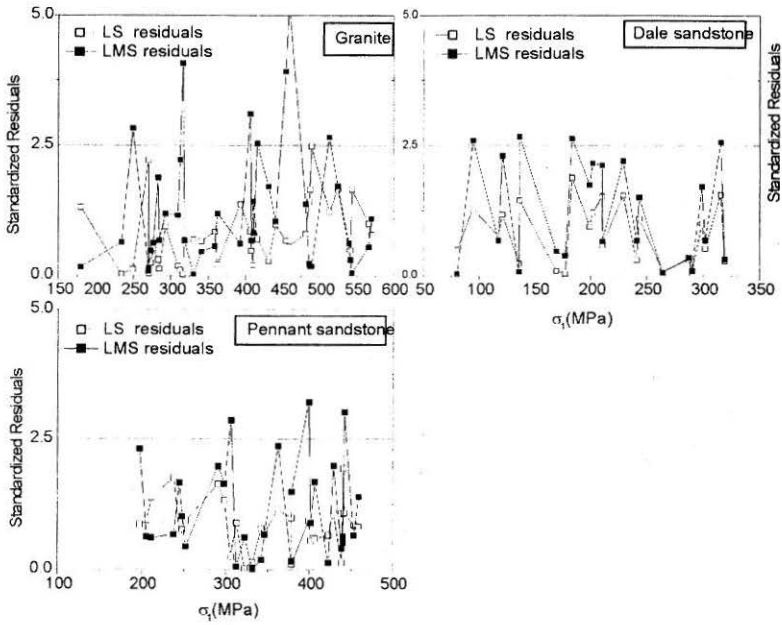 5.0
LS residuals
LMS residuals
Granite
Standardized Residuals
2.5
0.0
100 150 200 250 300 350 400 450 500 550 600
5.0
LS residuals
LMS residuals
Dale sandstone
Standardized Residuals
Standardized Residuals
2.5
0.0
50 100 150 200 250 300 350
σ₁(MPa)
5.0
LS residuals
LMS residuals
Pennant sandstone
Standardized Residuals
2.5
0.0
100 200 300 400 500
σ₁(MPa)